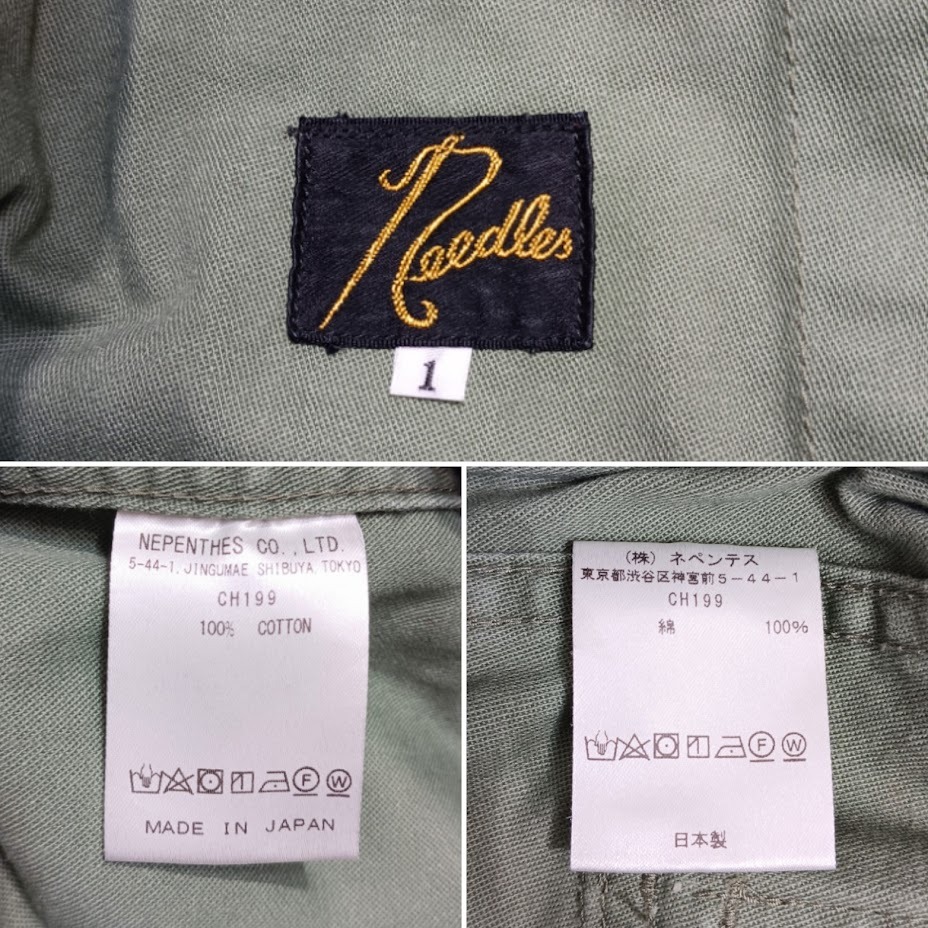 Needles
1
NEPENTHES CO.,LTD.
5-44-1, JINGUMAE SHIBUYA, TOKYO
CH199
100% COTTON
F W
MADE IN JAPAN
(株) ネペンテス
東京都渋谷区神宮前5-44-1
CH199
綿 100%
F W
日本製